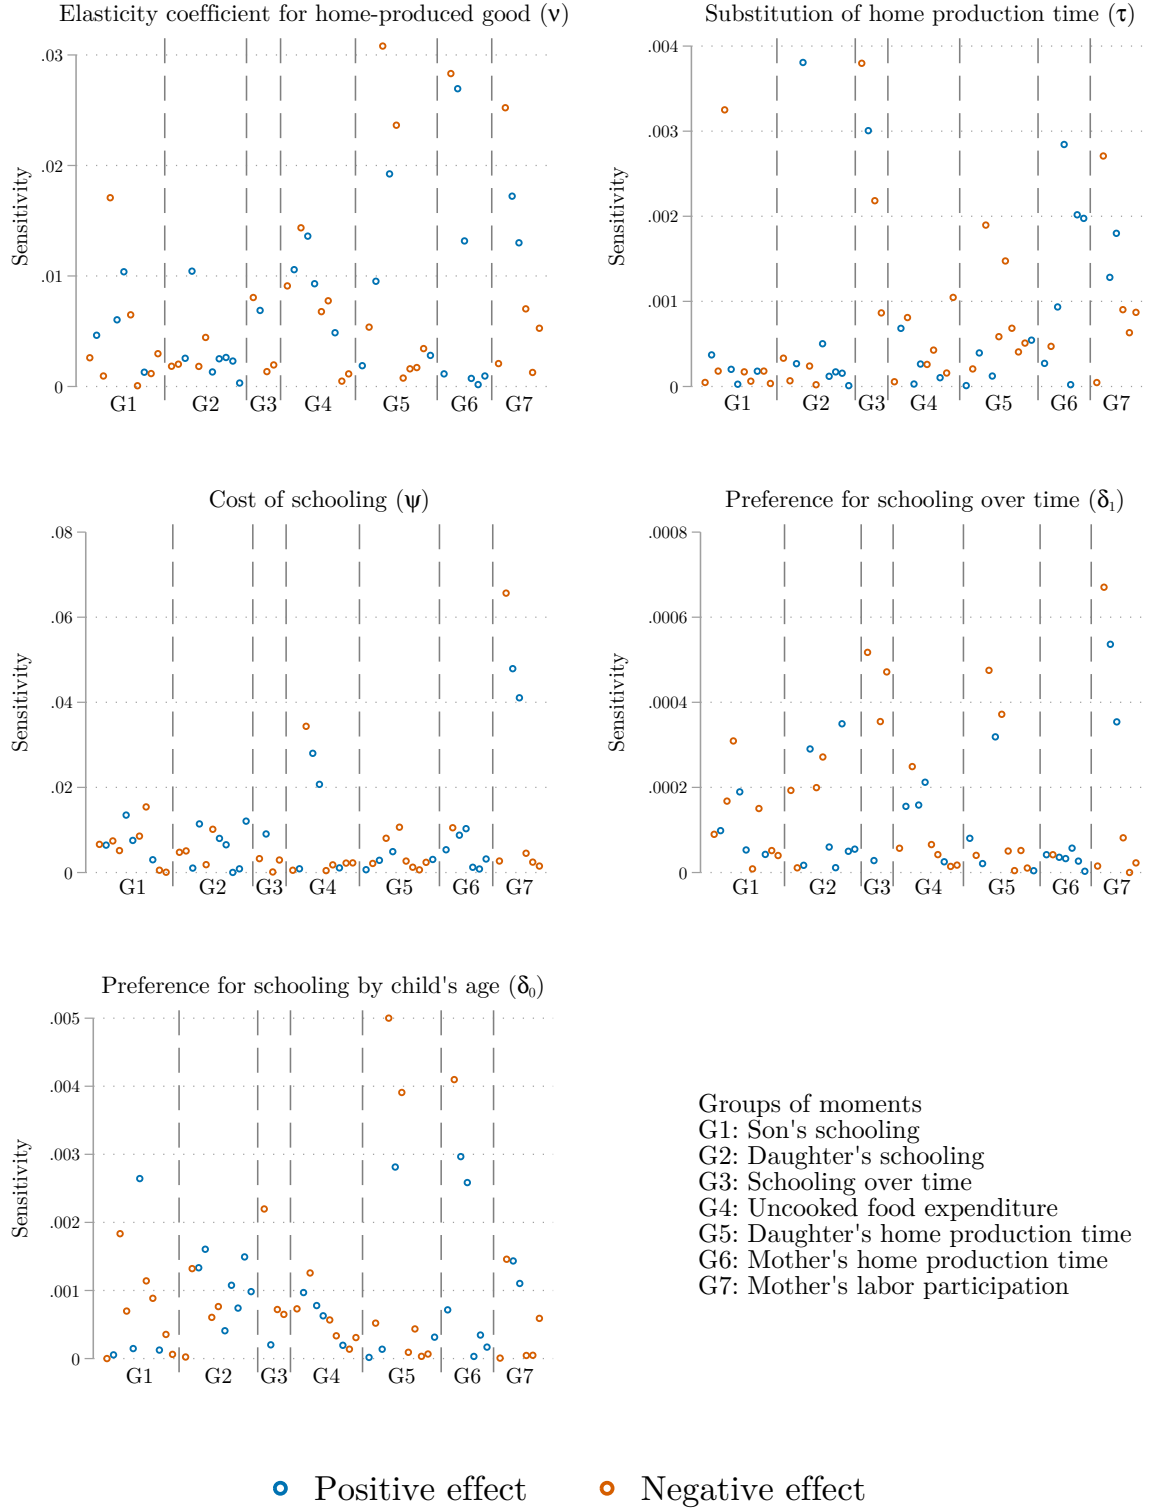 Elasticity coefficient for home-produced good (ν)
Sensitivity
.03
.02
.01
0
G1 G2 G3 G4 G5 G6 G7
Substitution of home production time (τ)
Sensitivity
.004
.003
.002
.001
0
G1 G2 G3 G4 G5 G6 G7
Cost of schooling (ψ)
Sensitivity
.08
.06
.04
.02
0
G1 G2 G3 G4 G5 G6 G7
Preference for schooling over time (δ₁)
Sensitivity
.0008
.0006
.0004
.0002
0
G1 G2 G3 G4 G5 G6 G7
Preference for schooling by child's age (δ₀)
Sensitivity
.005
.004
.003
.002
.001
0
G1 G2 G3 G4 G5 G6 G7
Groups of moments
G1: Son's schooling
G2: Daughter's schooling
G3: Schooling over time
G4: Uncooked food expenditure
G5: Daughter's home production time
G6: Mother's home production time
G7: Mother's labor participation
Positive effect Negative effect